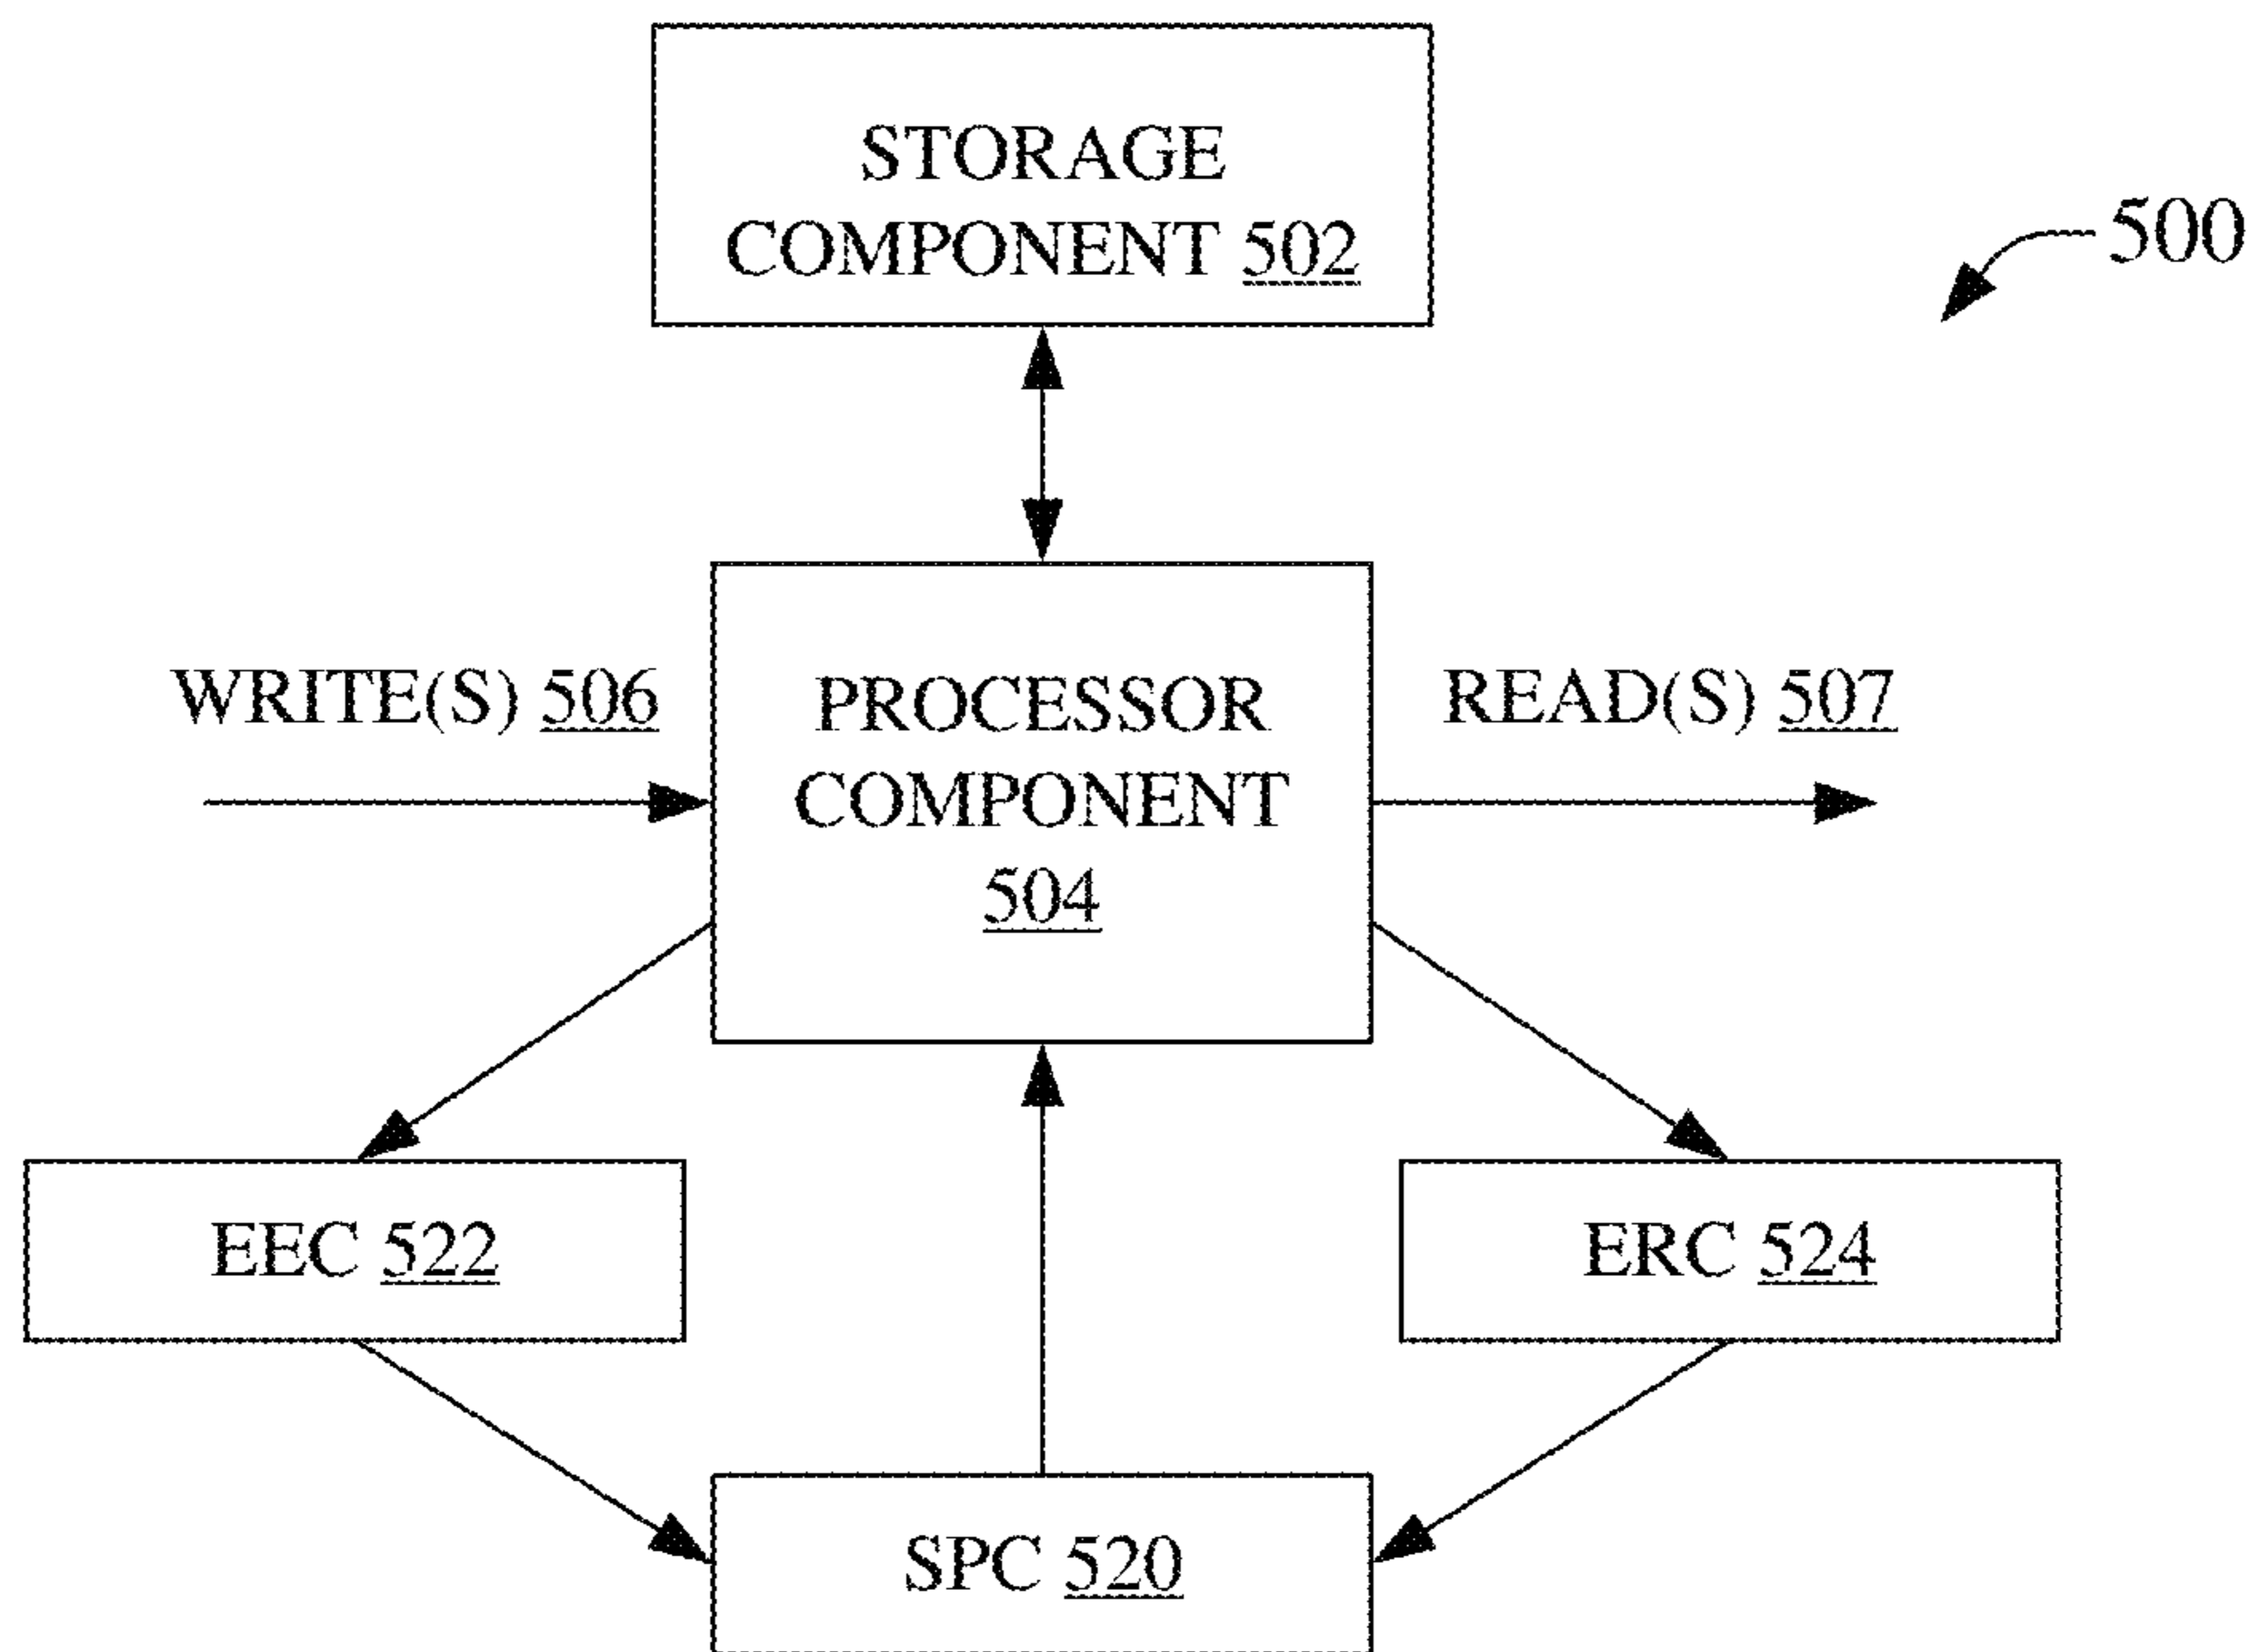 STORAGE
COMPONENT 502
500
WRITE(S) 506
PROCESSOR
COMPONENT
504
READ(S) 507
EEC 522
ERC 524
SPC 520